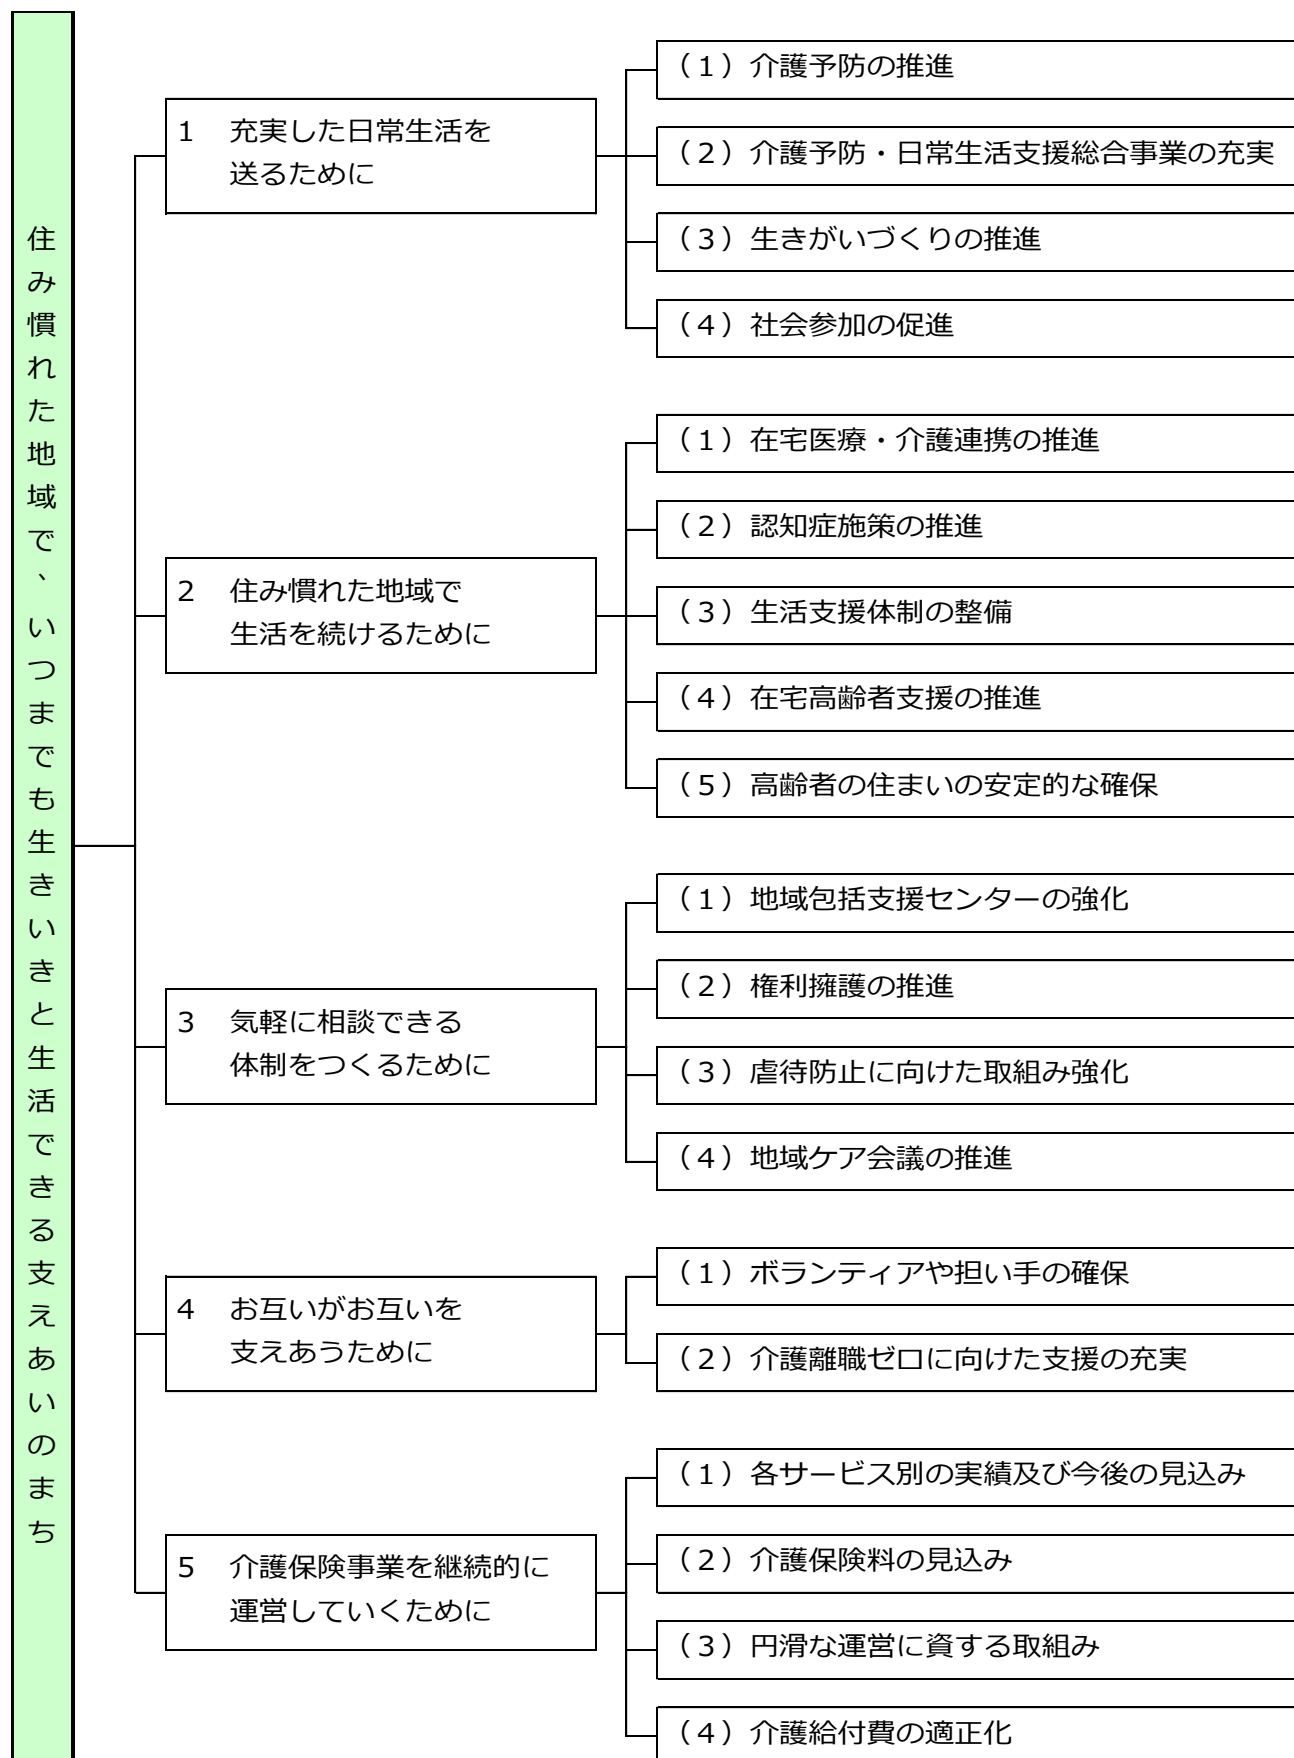 住み慣れた地域で、いつまでも生きいきと生活できる支えあいのまち
1 充実した日常生活を
送るために
（1）介護予防の推進
（2）介護予防・日常生活支援総合事業の充実
（3）生きがいづくりの推進
（4）社会参加の促進
2 住み慣れた地域で
生活を続けるために
（1）在宅医療・介護連携の推進
（2）認知症施策の推進
（3）生活支援体制の整備
（4）在宅高齢者支援の推進
（5）高齢者の住まいの安定的な確保
3 気軽に相談できる
体制をつくるために
（1）地域包括支援センターの強化
（2）権利擁護の推進
（3）虐待防止に向けた取組み強化
（4）地域ケア会議の推進
4 お互いがお互いを
支えあうために
（1）ボランティアや担い手の確保
（2）介護離職ゼロに向けた支援の充実
5 介護保険事業を継続的に
運営していくために
（1）各サービス別の実績及び今後の見込み
（2）介護保険料の見込み
（3）円滑な運営に資する取組み
（4）介護給付費の適正化